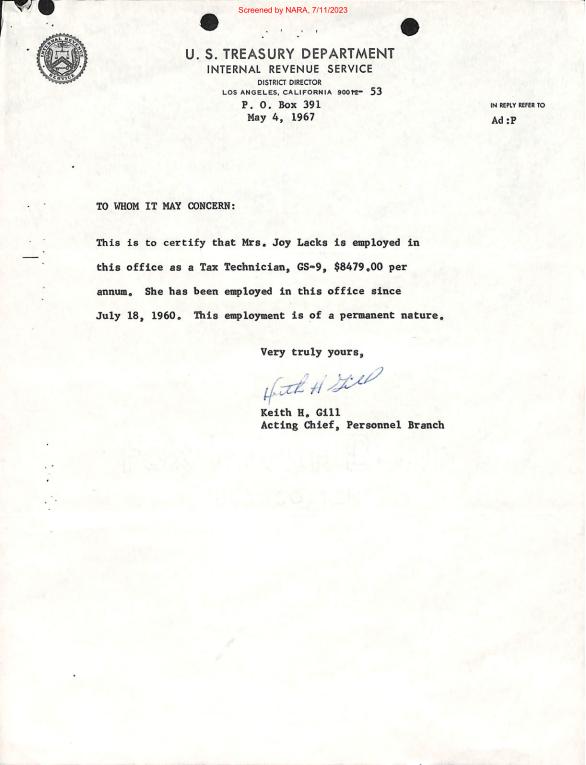 Screened by NARA, 7/11/2023
INTERNAL REVENUE SERVICE
U. S. TREASURY DEPARTMENT
INTERNAL REVENUE SERVICE
DISTRICT DIRECTOR
LOS ANGELES, CALIFORNIA 90012- 53
P. O. Box 391
May 4, 1967
IN REPLY REFER TO
Ad:P
TO WHOM IT MAY CONCERN:
This is to certify that Mrs. Joy Lacks is employed in
this office as a Tax Technician, GS-9, $8479.00 per
annum. She has been employed in this office since
July 18, 1960. This employment is of a permanent nature.
Very truly yours,
Keith H Gill
Keith H. Gill
Acting Chief, Personnel Branch